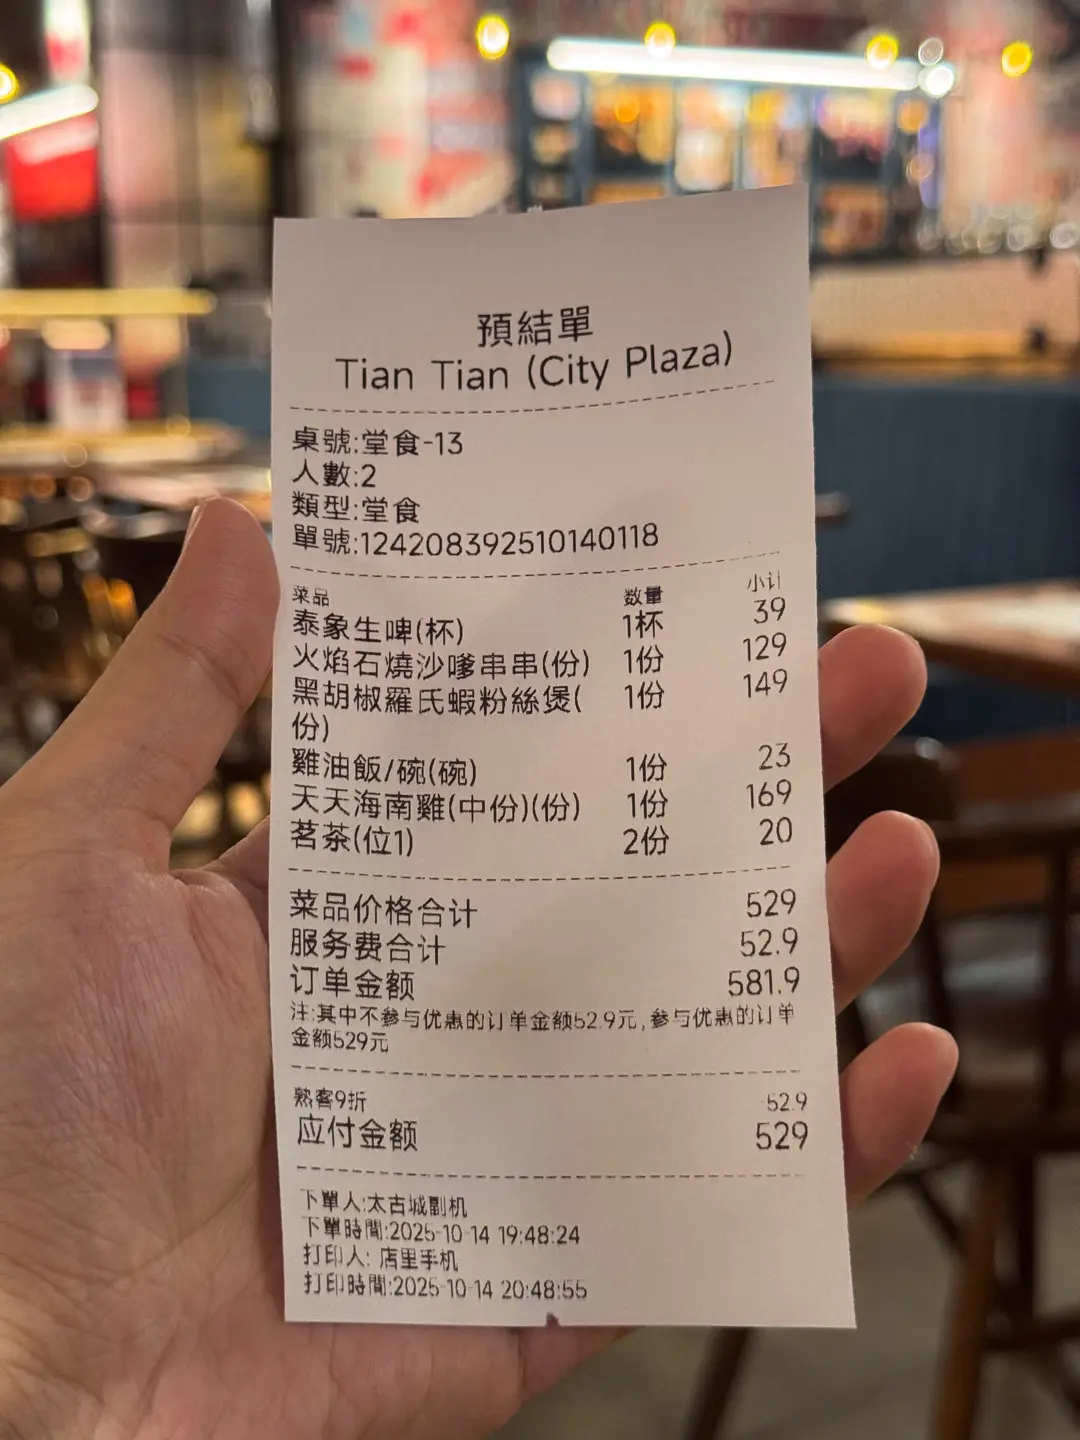 預結單
Tian Tian (City Plaza)
桌號:堂食-13
人數:2
類型:堂食
單號:124208392510140118
菜品 数量 小计
泰象生啤(杯) 1杯 39
火焰石燒沙嗲串串(份) 1份 129
黑胡椒羅氏蝦粉絲煲( 1份 149
份)
雞油飯/碗(碗) 1份 23
天天海南雞(中份)(份) 1份 169
茗茶(位1) 2份 20
菜品价格合计 529
服务费合计 52.9
订单金额 581.9
注:其中不参与优惠的订单金额52.9元,参与优惠的订单
金额529元
熟客9折 -52.9
应付金额 529
下單人:太古城副机
下單時間:2025-10-14 19:48:24
打印人: 店里手机
打印時間:2025-10-14 20:48:55